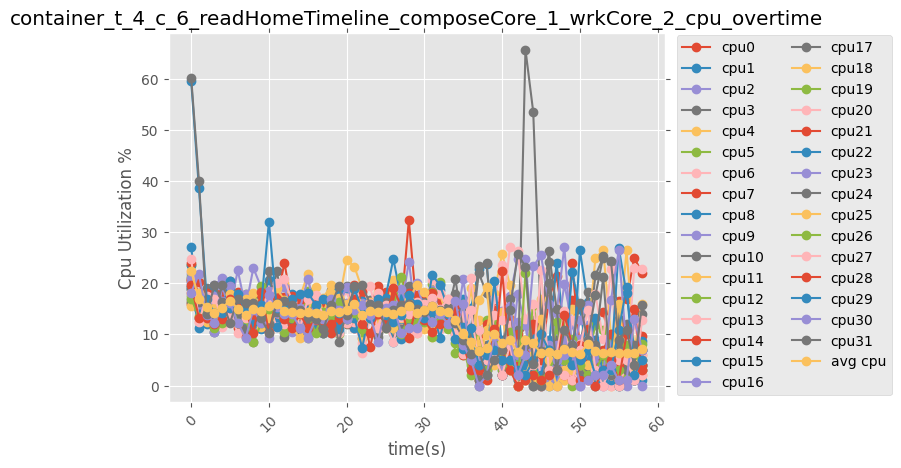 container_t_4_c_6_readHomeTimeline_composeCore_1_wrkCore_2_cpu_overtime
Cpu Utilization %
60
50
40
30
20
10
0
0
10
20
30
40
50
60
time(s)
cpu0
cpu1
cpu2
cpu3
cpu4
cpu5
cpu6
cpu7
cpu8
cpu9
cpu10
cpu11
cpu12
cpu13
cpu14
cpu15
cpu16
cpu17
cpu18
cpu19
cpu20
cpu21
cpu22
cpu23
cpu24
cpu25
cpu26
cpu27
cpu28
cpu29
cpu30
cpu31
avg cpu